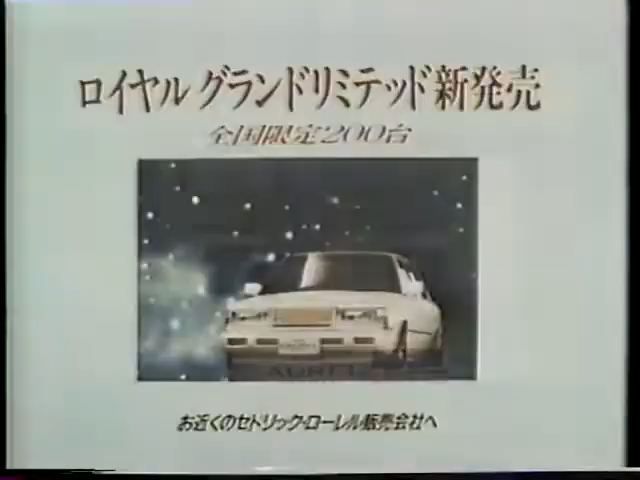 ロイヤル グランドリミテッド新発売
全国限定200台
お近くのセドリック・ローレル販売会社へ